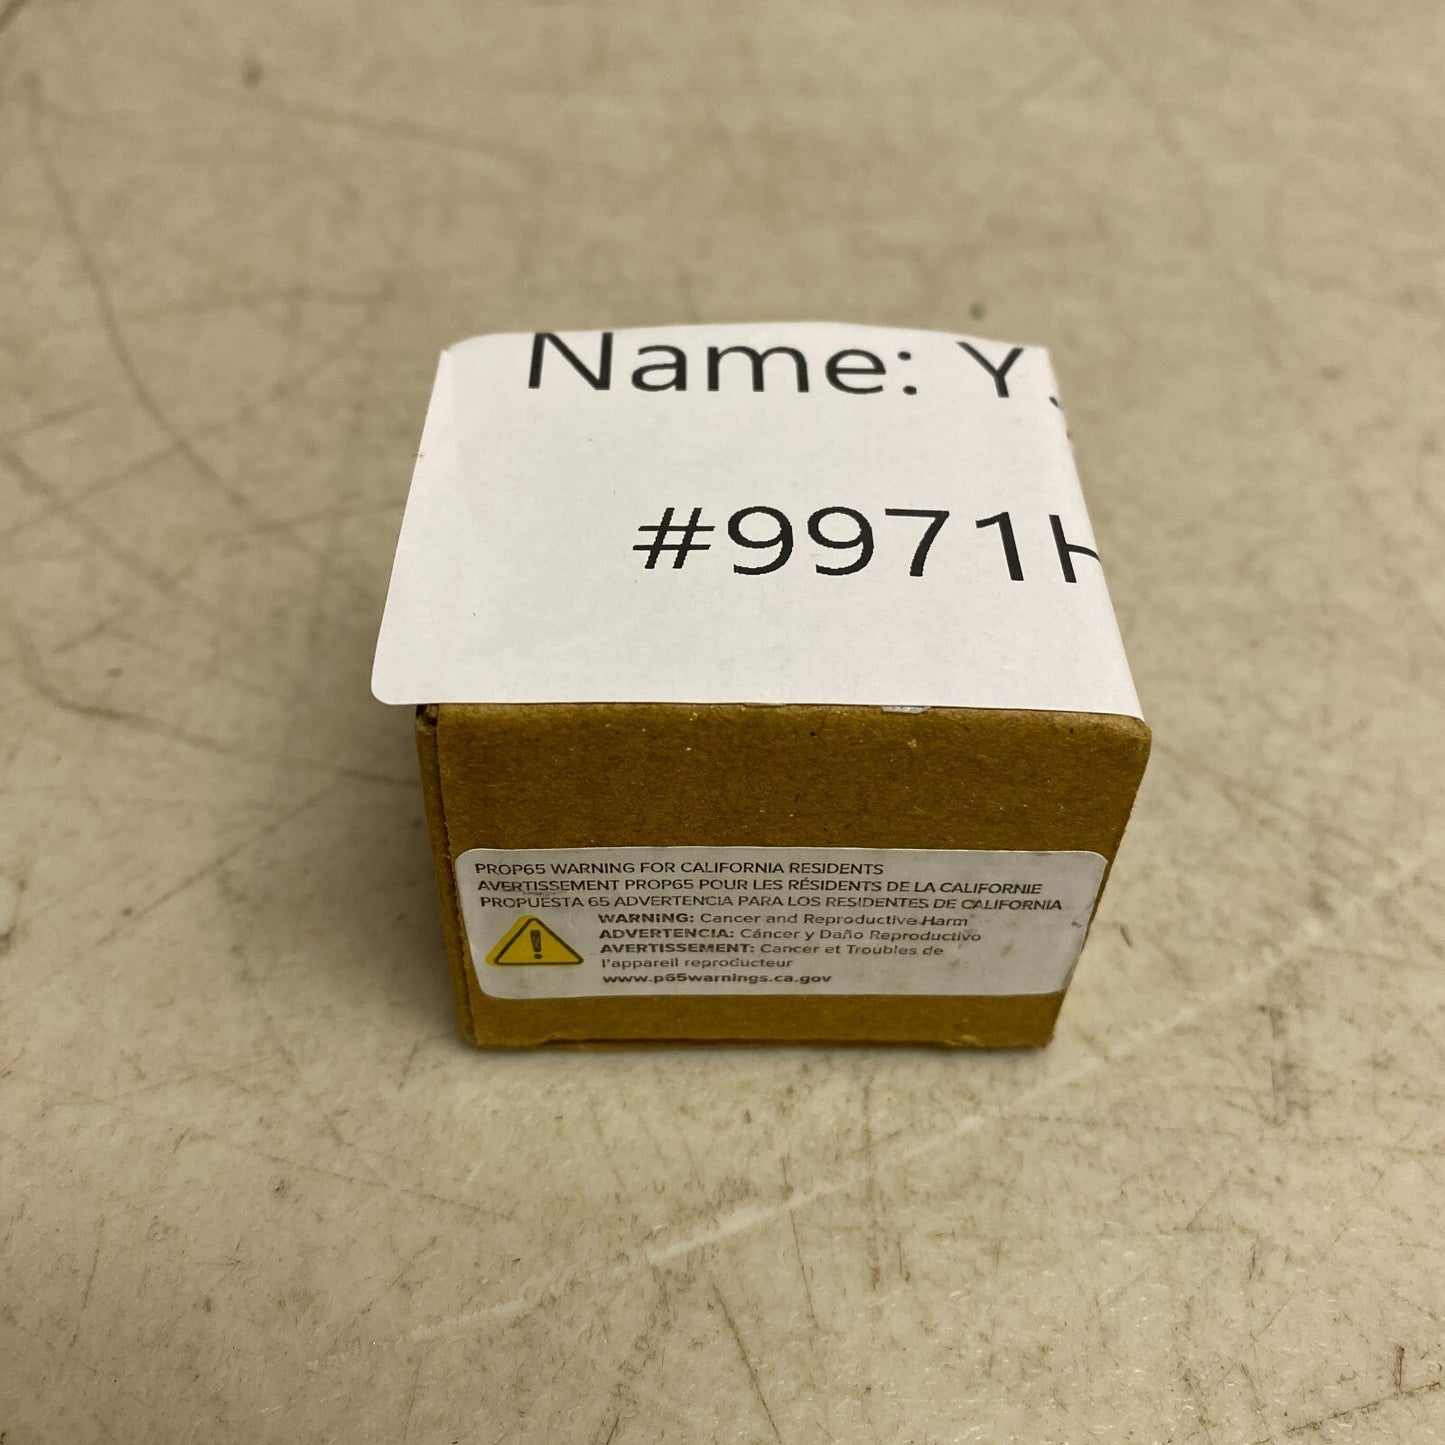 Name: Y.
#9971H
PROP65 WARNING FOR CALIFORNIA RESIDENTS
AVERTISSEMENT PROP65 POUR LES RÉSIDENTS DE LA CALIFORNIE
PROPUESTA 65 ADVERTENCIA PARA LOS RESIDENTES DE CALIFORNIA
WARNING: Cancer and Reproductive Harm
ADVERTENCIA: Cáncer y Daño Reproductivo
AVERTISSEMENT: Cancer et Troubles de
l'appareil reproducteur
www.p65warnings.ca.gov